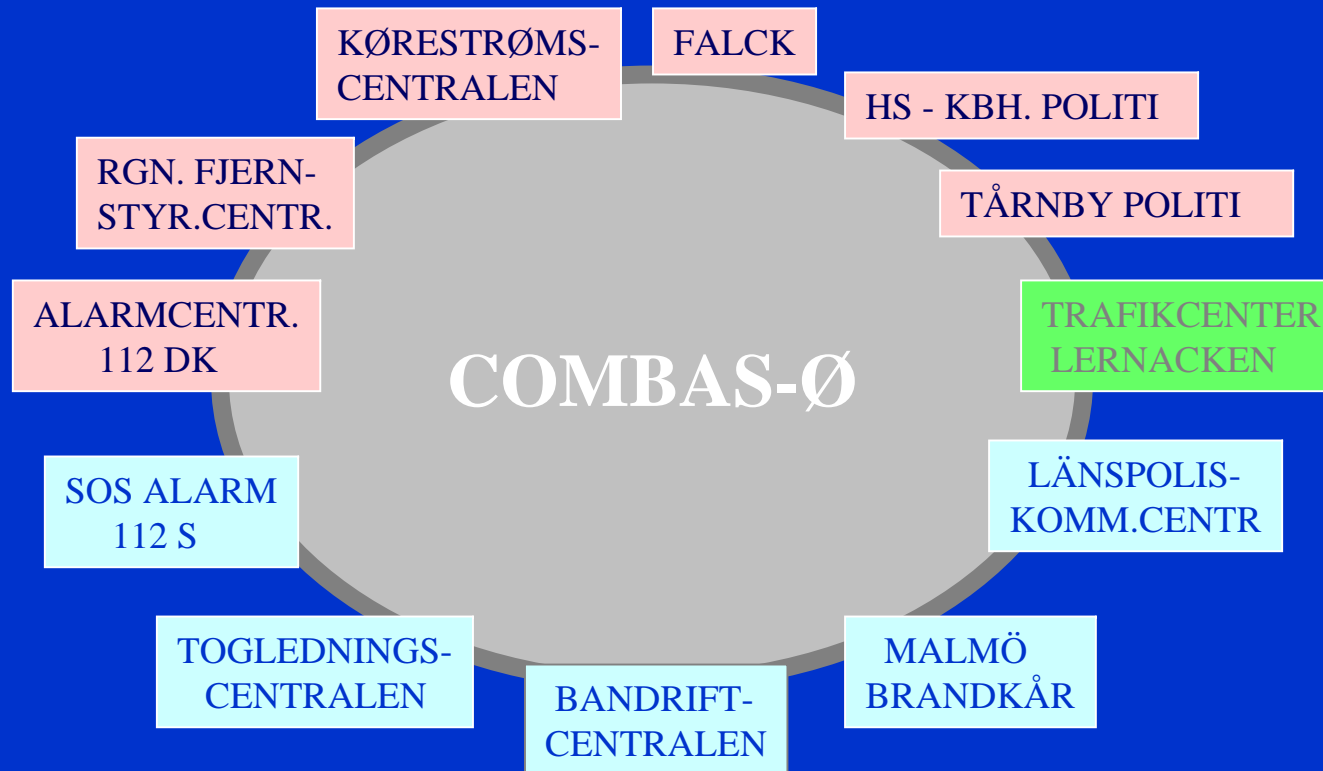 KØRESTRØMS-
CENTRALEN
FALCK
HS - KBH. POLITI
RGN. FJERN-
STYR.CENTR.
TÅRNBY POLITI
ALARMCENTR.
112 DK
TRAFIKCENTER
LERNACKEN
COMBAS-Ø
SOS ALARM
112 S
LÄNSPOLIS-
KOMM.CENTR
TOGLEDNINGS-
CENTRALEN
MALMÖ
BRANDKÅR
BANDRIFT-
CENTRALEN